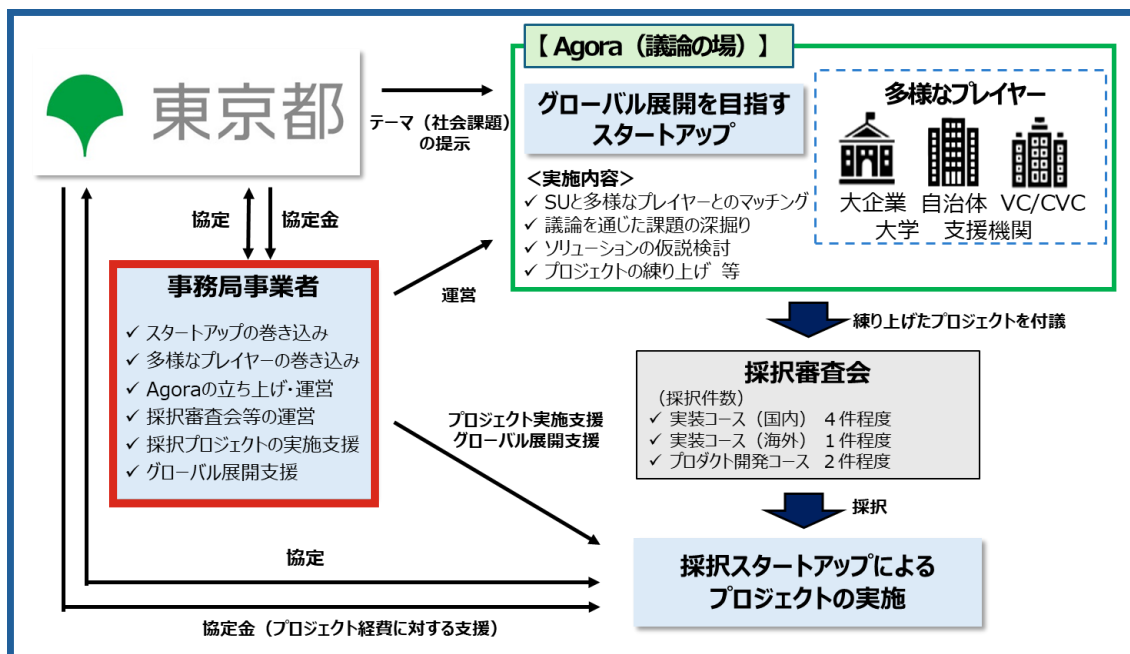 東京都
テーマ（社会課題）
の提示
【 Agora（議論の場）】
グローバル展開を目指す
スタートアップ
＜実施内容＞
✓ SUと多様なプレイヤーとのマッチング
✓ 議論を通じた課題の深掘り
✓ ソリューションの仮説検討
✓ プロジェクトの練り上げ 等
多様なプレイヤー
大企業 自治体 VC/CVC
大学 支援機関
協定
協定金
事務局事業者
✓ スタートアップの巻き込み
✓ 多様なプレイヤーの巻き込み
✓ Agoraの立ち上げ・運営
✓ 採択審査会等の運営
✓ 採択プロジェクトの実施支援
✓ グローバル展開支援
運営
練り上げたプロジェクトを付議
採択審査会
（採択件数）
✓ 実装コース（国内） 4件程度
✓ 実装コース（海外） 1件程度
✓ プロダクト開発コース 2件程度
プロジェクト実施支援
グローバル展開支援
採択
採択スタートアップによる
プロジェクトの実施
協定
協定金（プロジェクト経費に対する支援）